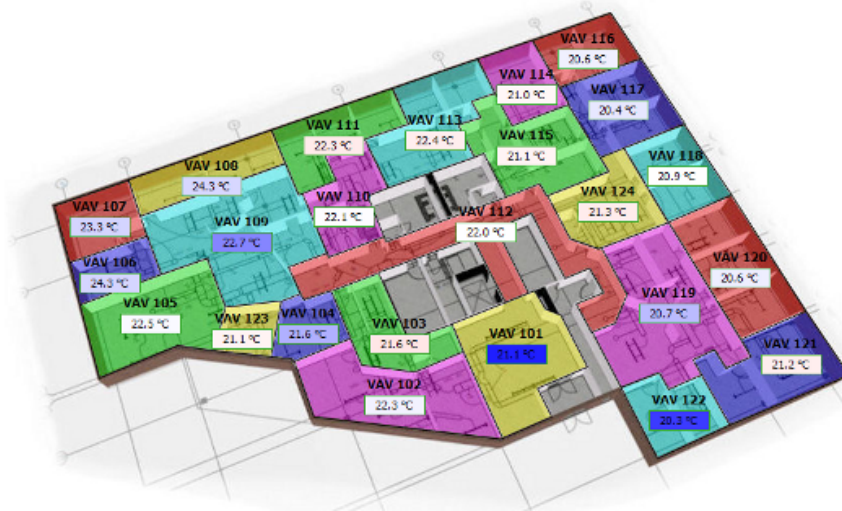 VAV 116
20.6 °C
VAV 114
21.0 °C
VAV 117
20.4 °C
VAV 111
22.3 °C
VAV 113
22.4 °C
VAV 115
21.1 °C
VAV 118
20.9 °C
VAV 108
24.3 °C
VAV 110
22.1 °C
VAV 124
21.3 °C
VAV 107
23.3 °C
VAV 109
22.7 °C
VAV 112
22.0 °C
VAV 106
24.3 °C
VAV 120
20.6 °C
VAV 105
22.5 °C
VAV 123
21.1 °C
VAV 104
21.6 °C
VAV 103
21.6 °C
VAV 119
20.7 °C
VAV 101
21.1 °C
VAV 121
21.2 °C
VAV 102
22.3 °C
VAV 122
20.3 °C